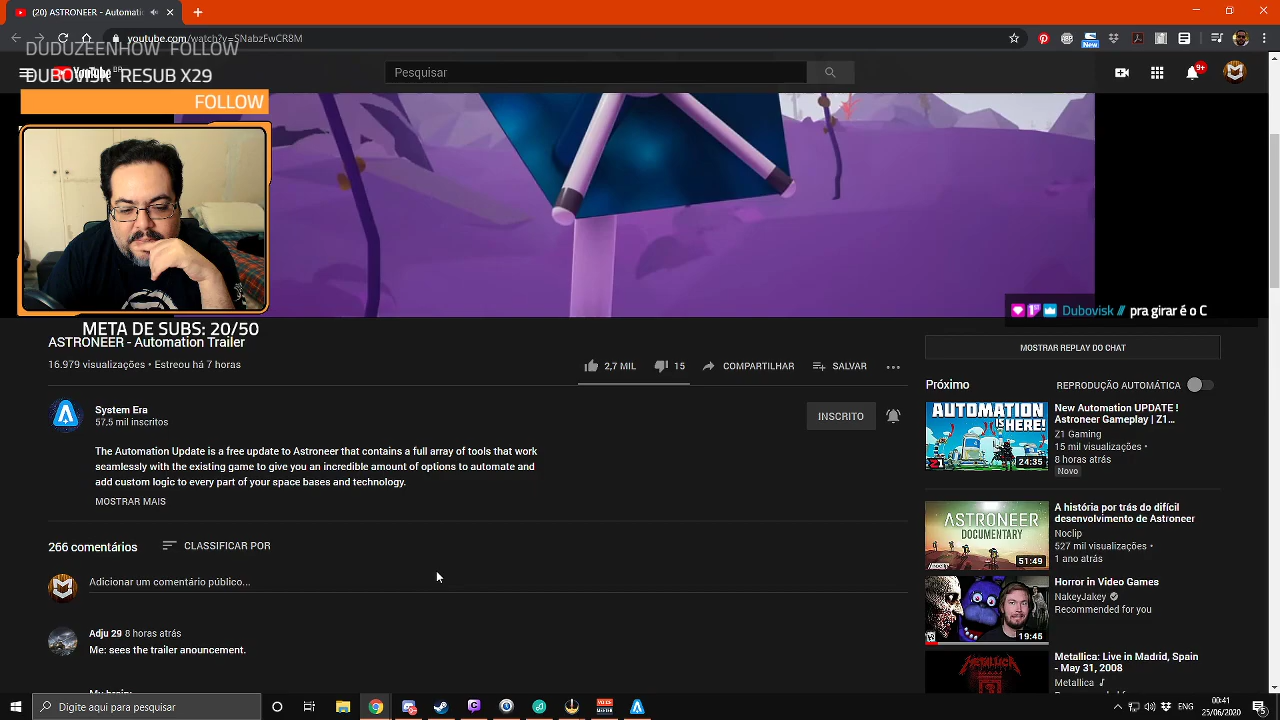 (20) ASTRONEER - Automati
youtube.com/watch?v=SNabzFwCR8M
New
DUDUZEENHOW FOLLOW
DUBOVISK RESUB X29
FOLLOW
YouTube
BR
Pesquisar
9+
Dubovisk /// pra girar é o C
META DE SUBS: 20/50
ASTRONEER - Automation Trailer
16.979 visualizações • Estreou há 7 horas
2,7 MIL
15
COMPARTILHAR
SALVAR
System Era
57,5 mil inscritos
INSCRITO
The Automation Update is a free update to Astroneer that contains a full array of tools that work
seamlessly with the existing game to give you an incredible amount of options to automate and
add custom logic to every part of your space bases and technology.
MOSTRAR MAIS
266 comentários
CLASSIFICAR POR
Adicionar um comentário público...
Adju 29 8 horas atrás
Me: sees the trailer anouncement.
My brain:
MOSTRAR REPLAY DO CHAT
Próximo
REPRODUÇÃO AUTOMÁTICA
AUTOMATION
IS HERE!
Z1
24:35
New Automation UPDATE !
Astroneer Gameplay | Z1...
Z1 Gaming
15 mil visualizações •
8 horas atrás
Novo
ASTRONEER
DOCUMENTARY
51:49
A história por trás do difícil
desenvolvimento de Astroneer
Noclip
527 mil visualizações •
1 ano atrás
19:45
Horror in Video Games
NakeyJakey
Recommended for you
METALLICA
Metallica: Live in Madrid, Spain
- May 31, 2008
Metallica
Digite aqui para pesquisar
ENG
00:41
25/06/2020